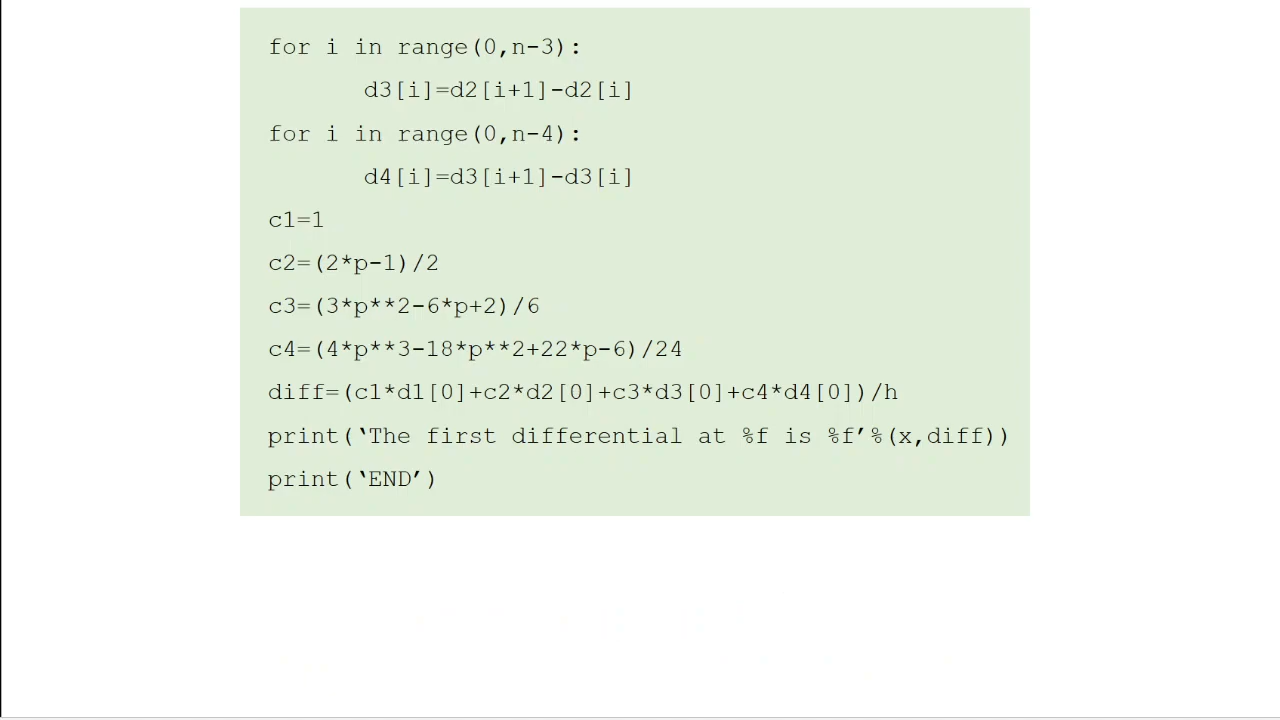 for i in range(0,n-3):
d3[i]=d2[i+1]-d2[i]
for i in range(0,n-4):
d4[i]=d3[i+1]-d3[i]
c1=1
c2=(2*p-1)/2
c3=(3*p**2-6*p+2)/6
c4=(4*p**3-18*p**2+22*p-6)/24
diff=(c1*d1[0]+c2*d2[0]+c3*d3[0]+c4*d4[0])/h
print(‘The first differential at %f is %f’%(x,diff))
print(‘END’)